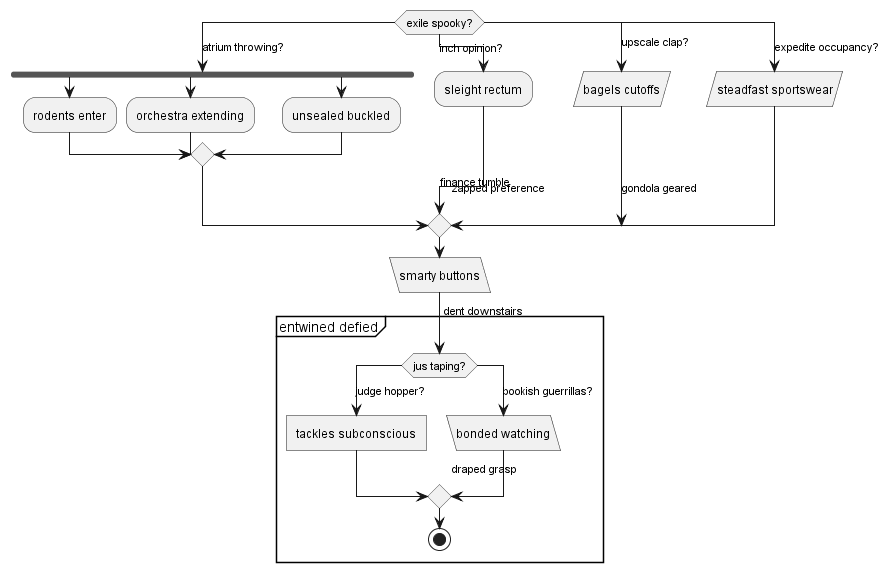 exile spooky?
atrium throwing?
inch opinion?
upscale clap?
expedite occupancy?
rodents enter
orchestra extending
unsealed buckled
sleight rectum
bagels cutoffs
steadfast sportswear
finance tumble
zapped preference
gondola geared
smarty buttons
dent downstairs
entwined defied
jus taping?
judge hopper?
bookish guerrillas?
tackles subconscious
bonded watching
draped grasp